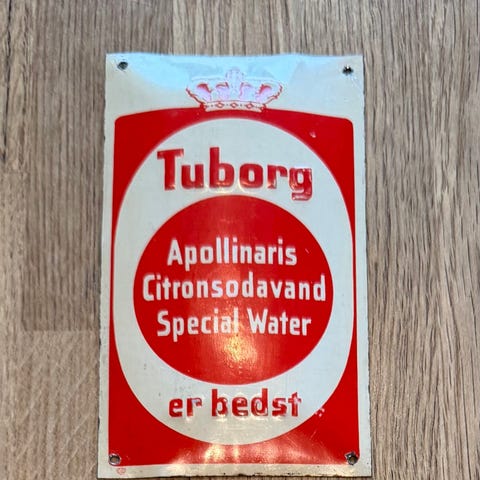 Tuborg
Apollinaris
Citronsodavand
Special Water
er bedst